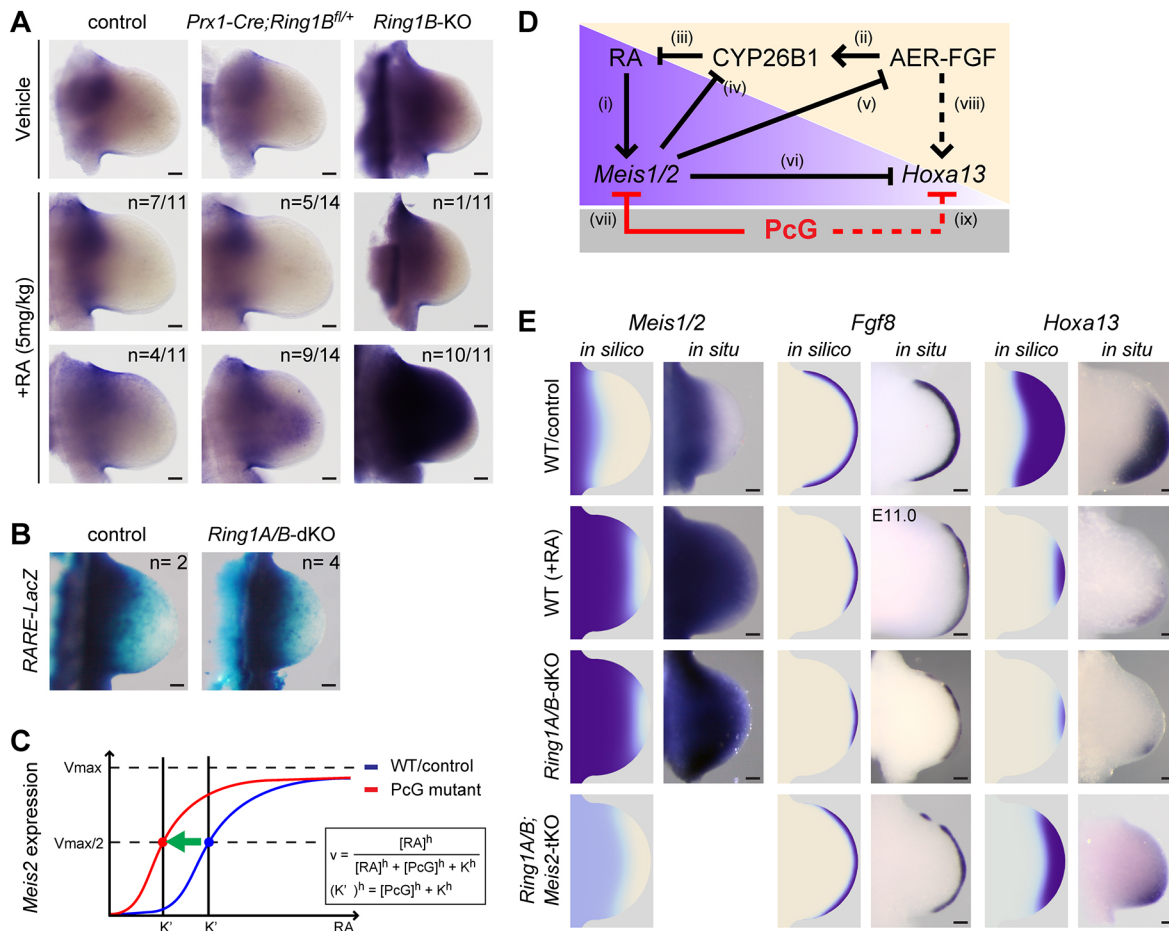 A
control
Prx1-Cre;Ring1Bfl/+
Ring1B-KO
Vehicle
+RA (5mg/kg)
n=7/11
n=5/14
n=1/11
n=4/11
n=9/14
n=10/11
B
control
Ring1A/B-dKO
RARE-LacZ
n= 2
n= 4
C
Meis2 expression
Vmax
Vmax/2
WT/control
PcG mutant
v = [RA]h / [RA]h + [PcG]h + Kh
(K' )h = [PcG]h + Kh
K'
K'
RA
D
RA
(iii)
CYP26B1
(ii)
AER-FGF
(i)
(iv)
(v)
(viii)
Meis1/2
(vi)
Hoxa13
(vii)
PcG
(ix)
E
Meis1/2
Fgf8
Hoxa13
in silico
in situ
in silico
in situ
in silico
in situ
WT/control
WT (+RA)
E11.0
Ring1A/B-dKO
Ring1A/B;
Meis2-tKO